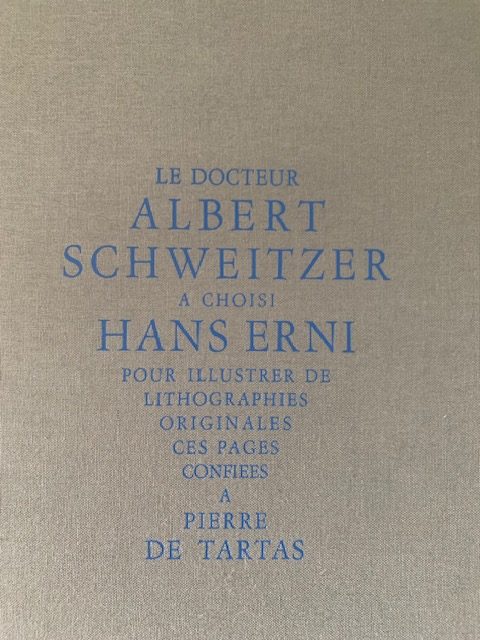 LE DOCTEUR
ALBERT
SCHWEITZER
A CHOISI
HANS ERNI
POUR ILLUSTRER DE
LITHOGRAPHIES
ORIGINALES
CES PAGES
CONFIEES
A
PIERRE
DE TARTAS